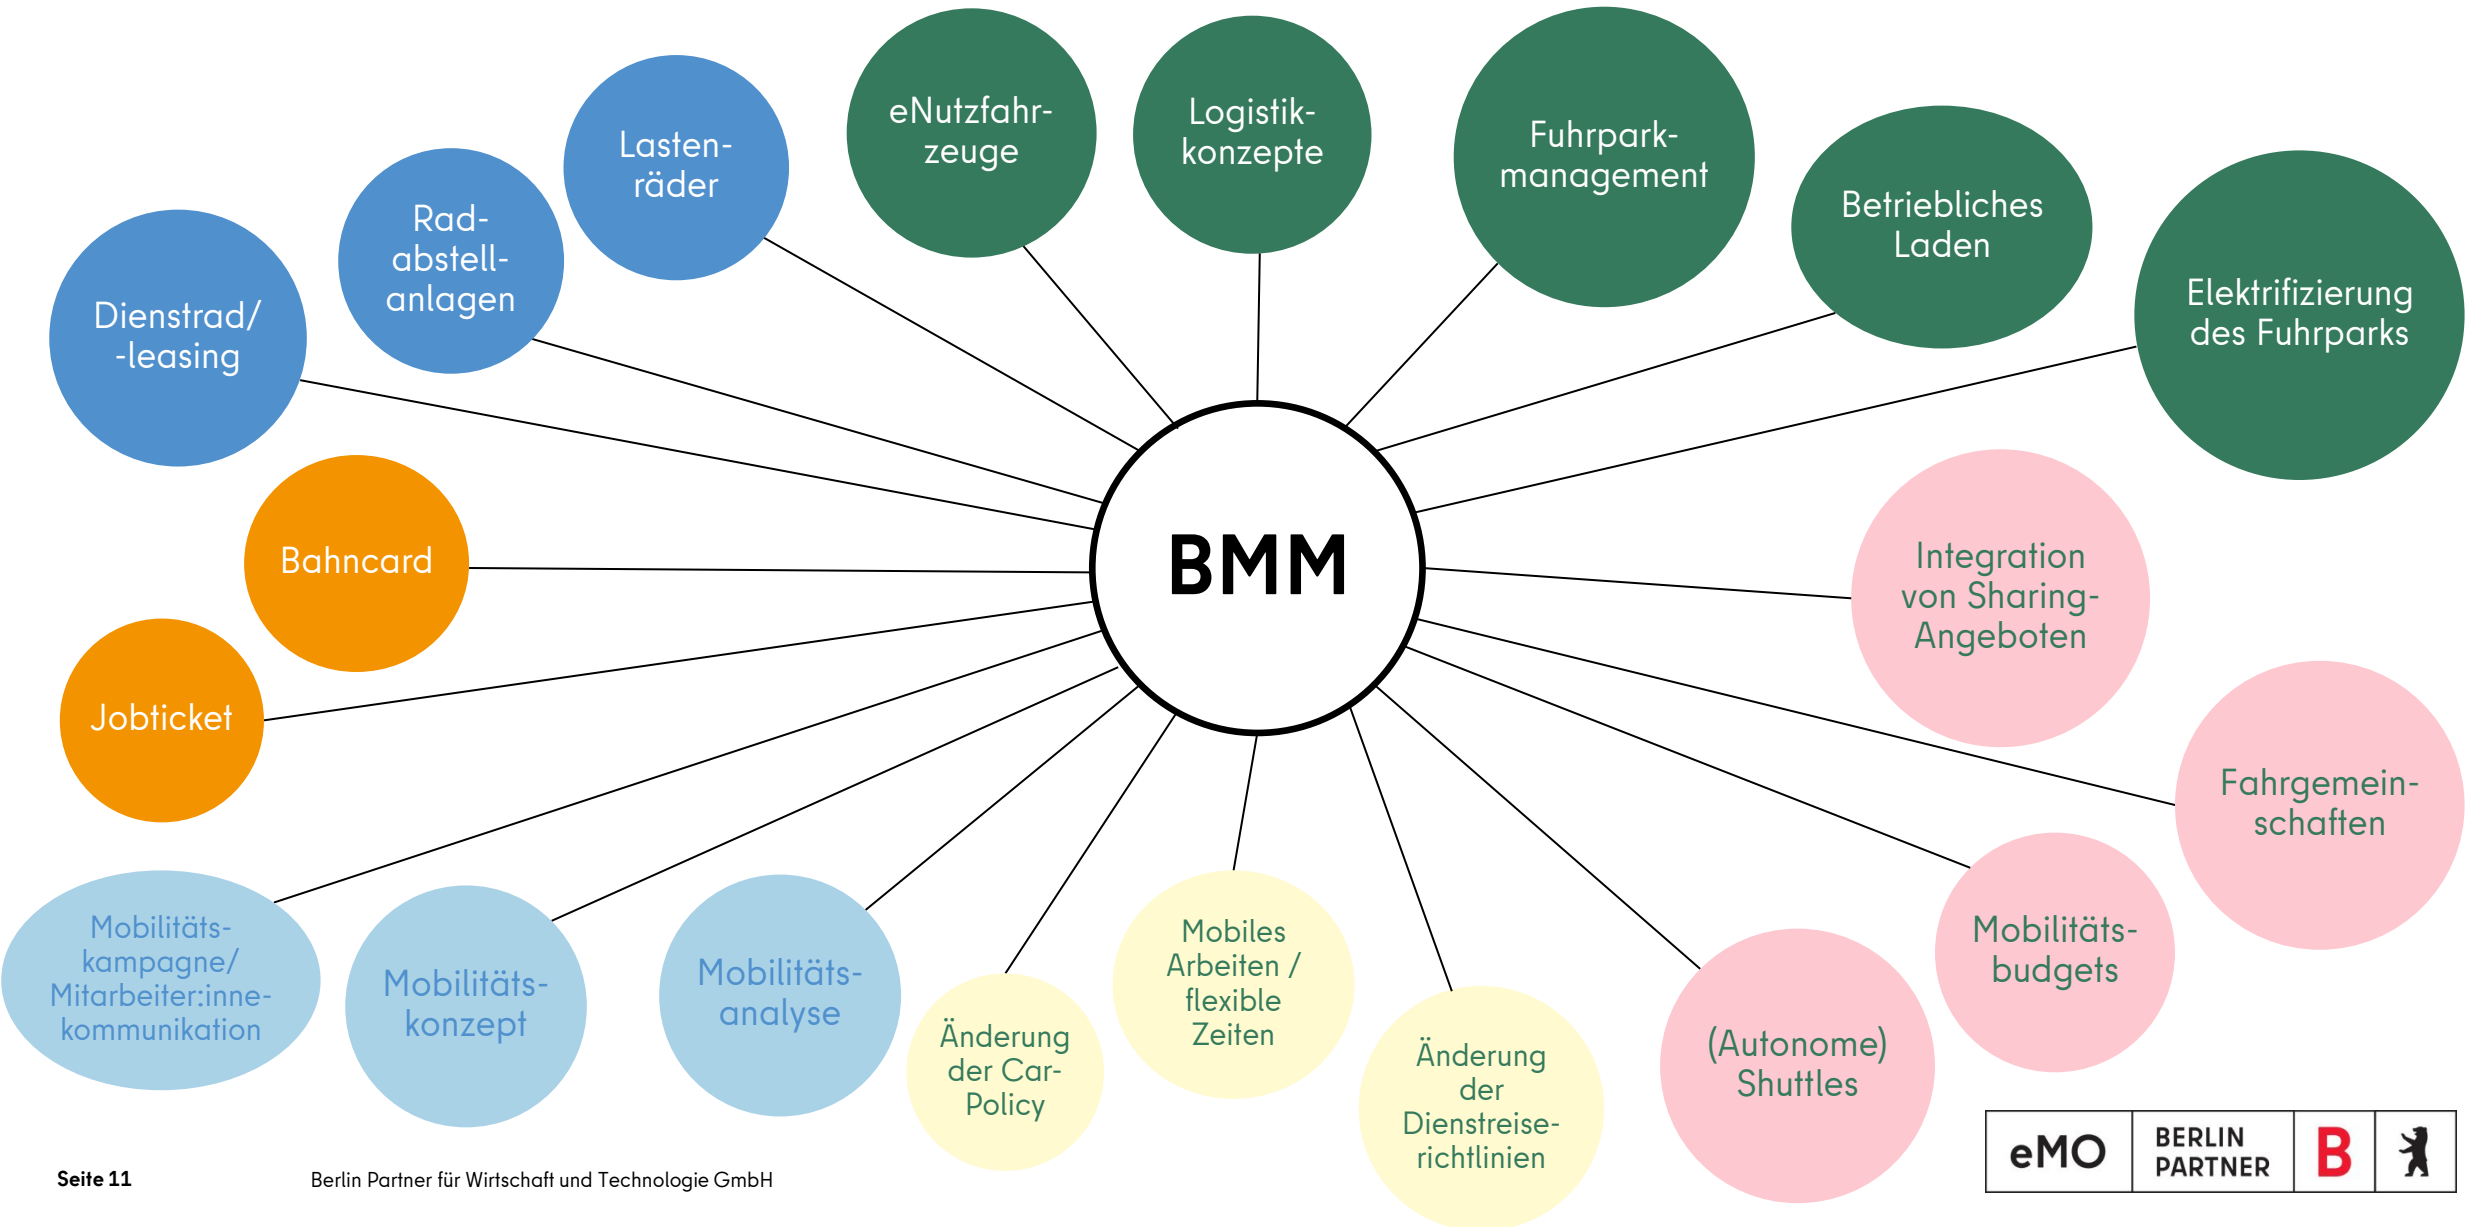 eNutzfahr-
zeuge
Logistik-
konzepte
Fuhrpark-
management
Lasten-
räder
Betriebliches
Laden
Rad-
abstell-
anlagen
Elektrifizierung
des Fuhrparks
Dienstrad/
-leasing
Bahncard
BMM
Integration
von Sharing-
Angeboten
Jobticket
Fahrgemein-
schaften
Mobilitäts-
kampagne/
Mitarbeiter:inne-
kommunikation
Mobilitäts-
konzept
Mobilitäts-
analyse
Änderung
der Car-
Policy
Mobiles
Arbeiten /
flexible
Zeiten
Änderung
der
Dienstreise-
richtlinien
(Autonome)
Shuttles
Mobilitäts-
budgets
Seite 11
Berlin Partner für Wirtschaft und Technologie GmbH
eMO
BERLIN
PARTNER
B